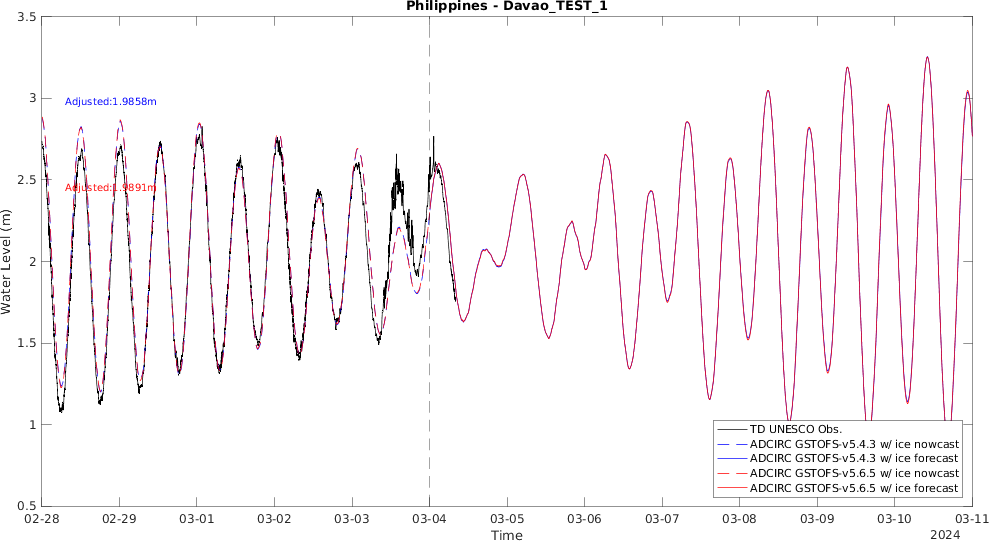 Philippines - Davao_TEST_1
3.5
3
2.5
2
1.5
1
0.5
Water Level (m)
Adjusted:1.9858m
Adjusted:1.9891m
TD UNESCO Obs.
ADCIRC GSTOFS-v5.4.3 w/ ice nowcast
ADCIRC GSTOFS-v5.4.3 w/ ice forecast
ADCIRC GSTOFS-v5.6.5 w/ ice nowcast
ADCIRC GSTOFS-v5.6.5 w/ ice forecast
02-28 02-29 03-01 03-02 03-03 03-04 03-05 03-06 03-07 03-08 03-09 03-10 03-11
Time
2024